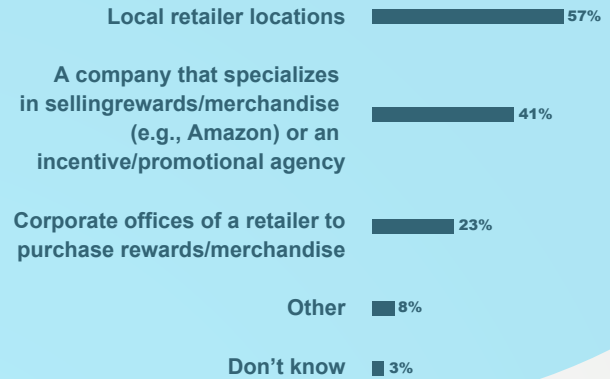 Local retailer locations 57%
A company that specializes
in sellingrewards/merchandise
(e.g., Amazon) or an
incentive/promotional agency
41%
Corporate offices of a retailer to
purchase rewards/merchandise
23%
Other 8%
Don’t know 3%